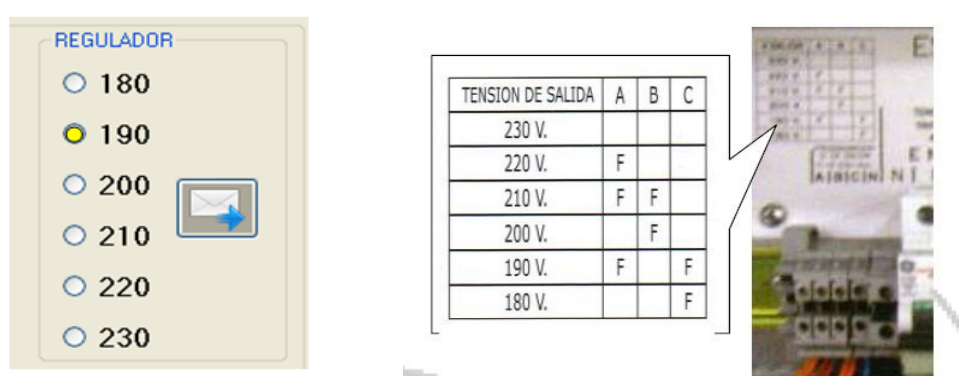 REGULADOR
180
190
200
210
220
230
TENSION DE SALIDA A B C
230 V.
220 V. F
210 V. F F
200 V. F
190 V. F F
180 V. F
A B C N N